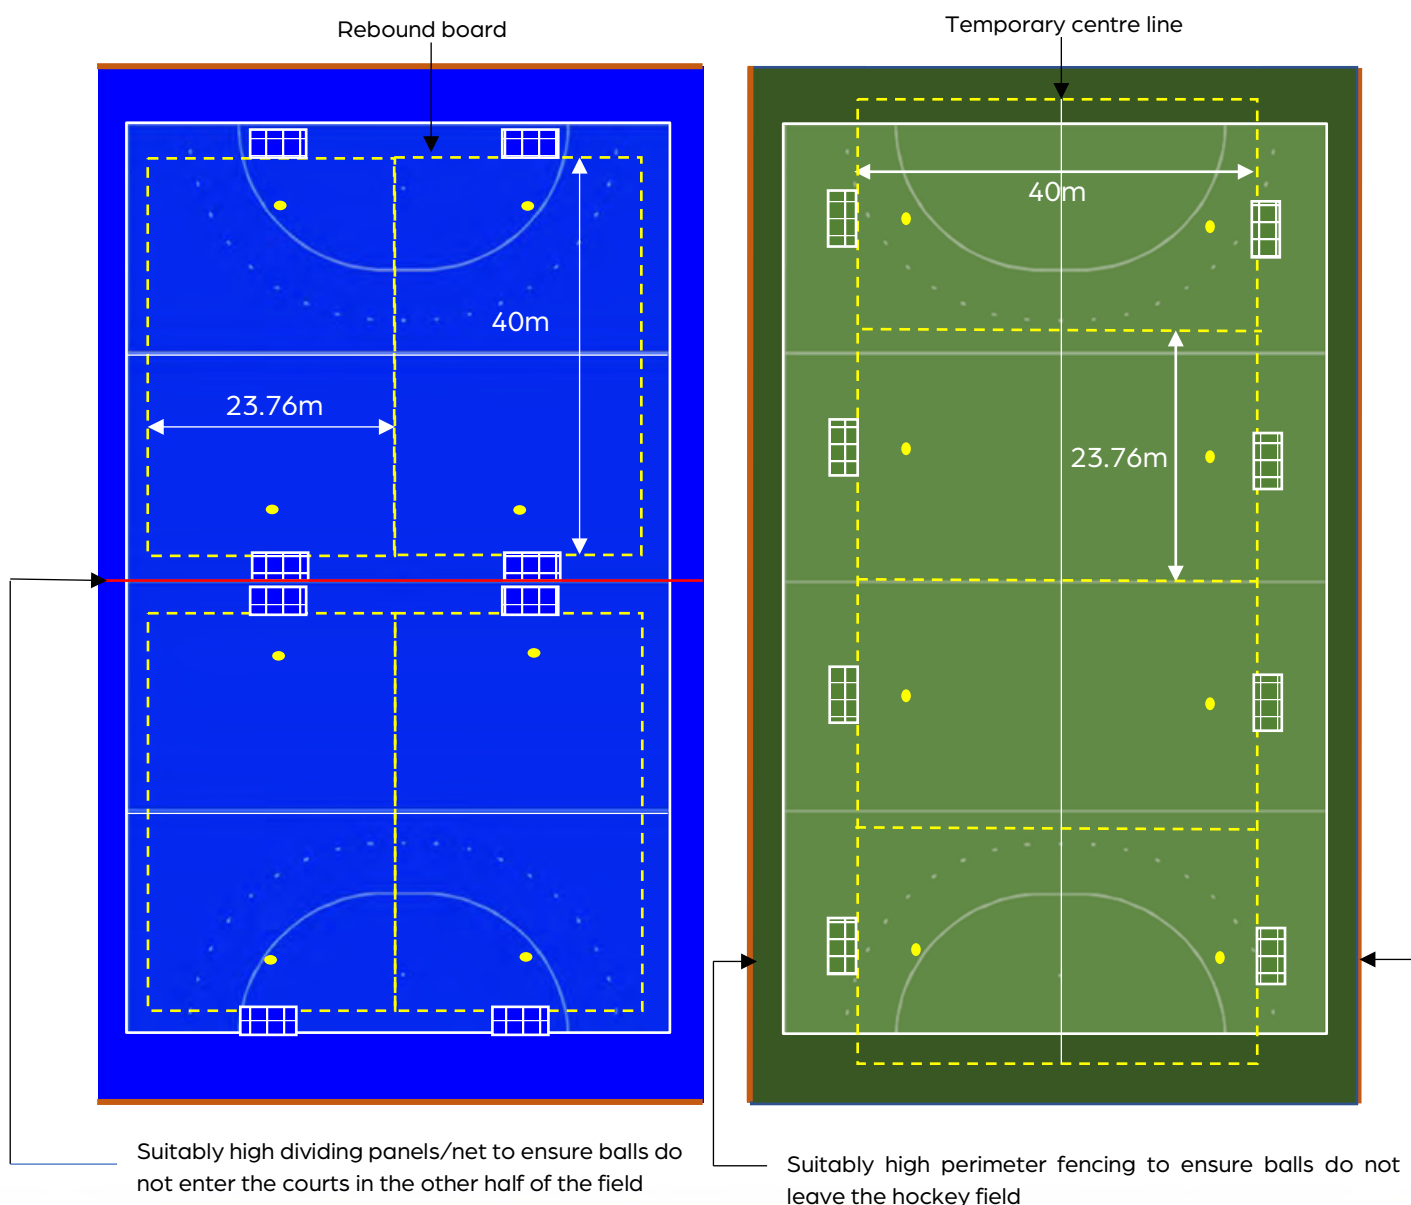 Rebound board
Temporary centre line
40m
40m
23.76m
23.76m
Suitably high dividing panels/net to ensure balls do
not enter the courts in the other half of the field
Suitably high perimeter fencing to ensure balls do not
leave the hockey field